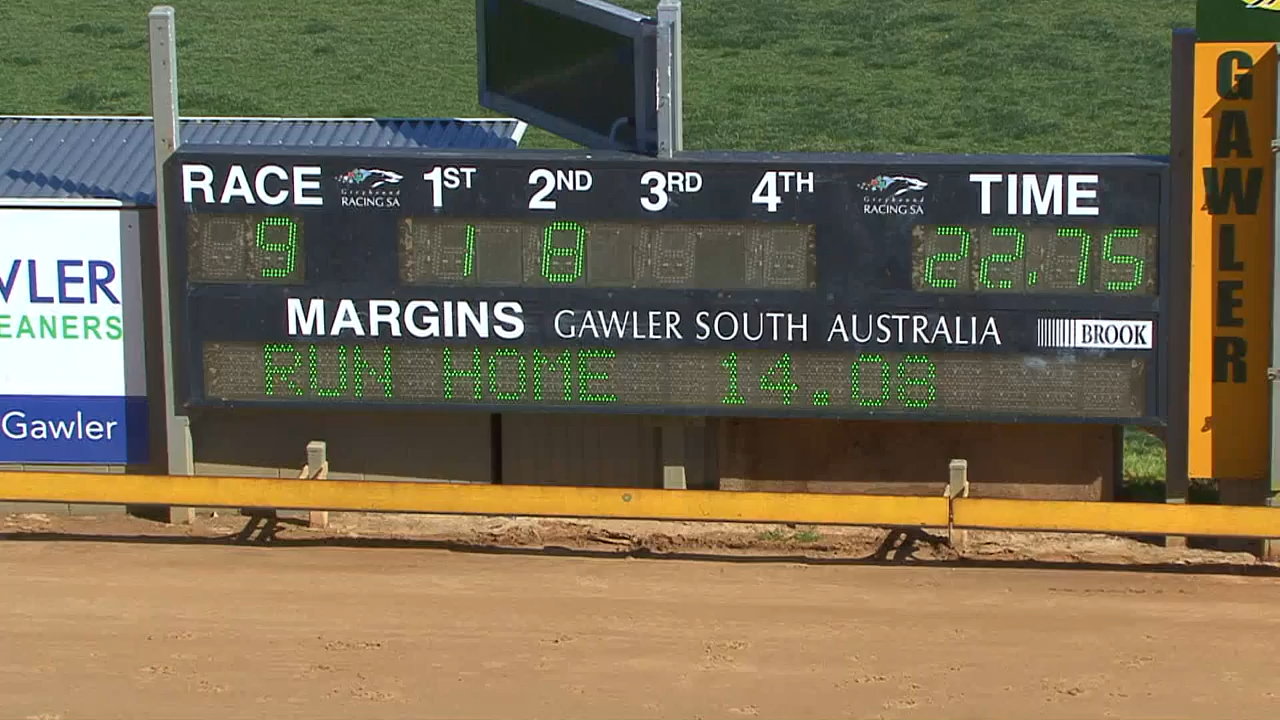 RACE
Greyhound
RACING SA
1ST 2ND 3RD 4TH
Greyhound
RACING SA
TIME
9 1 8 22.75
MARGINS GAWLER SOUTH AUSTRALIA BROOK
RUN HOME 14.08
GAWLER
WLER
EANERS
Gawler